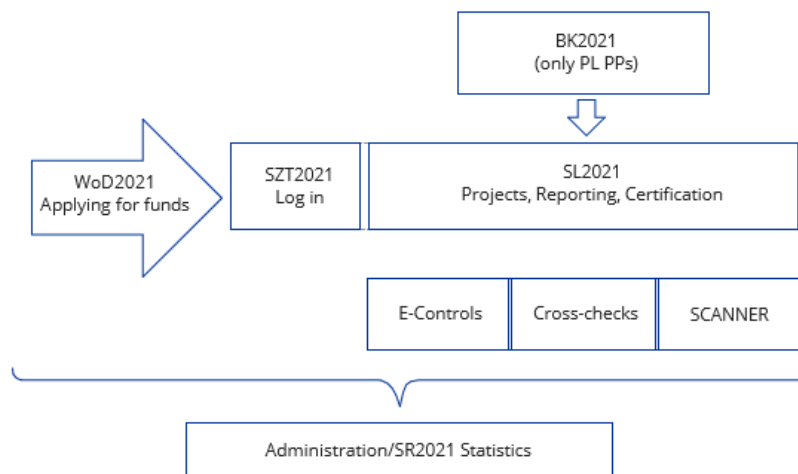 BK2021
(only PL PPs)
WoD2021
Applying for funds
SZT2021
Log in
SL2021
Projects, Reporting, Certification
E-Controls
Cross-checks
SCANNER
Administration/SR2021 Statistics